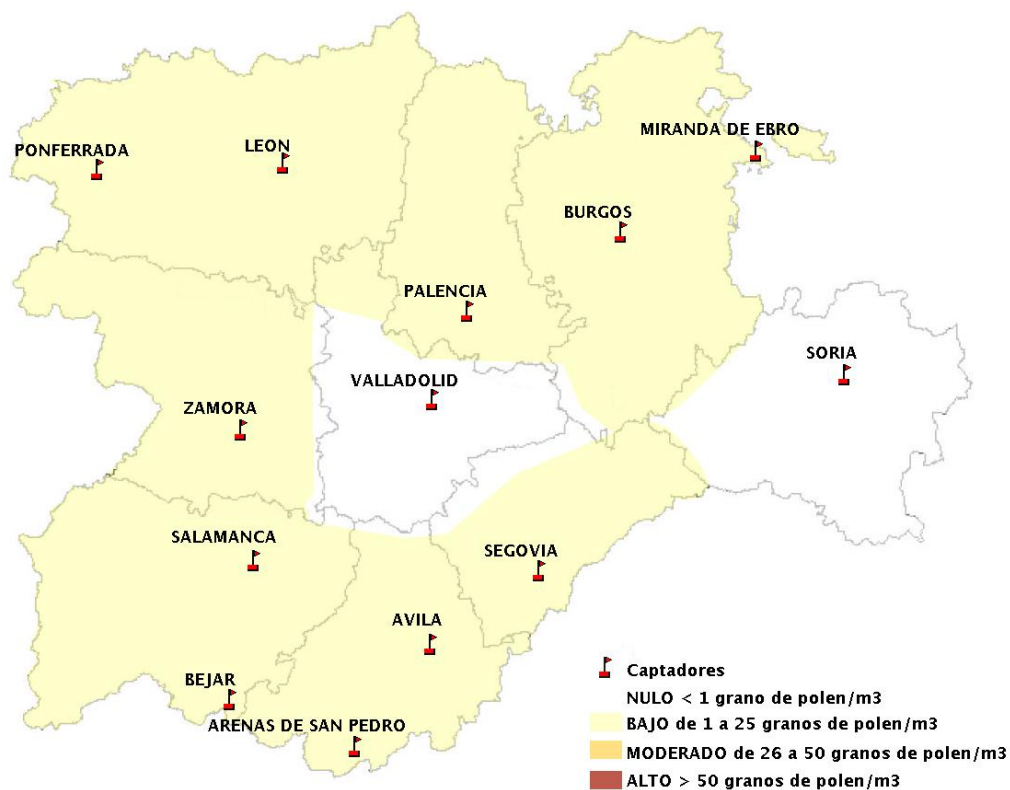 MIRANDA DE EBRO
PONFERRADA
LEON
BURGOS
PALENCIA
SORIA
VALLADOLID
ZAMORA
SALAMANCA
SEGOVIA
AVILA
BEJAR
ARENAS DE SAN PEDRO
Captadores
NULO < 1 grano de polen/m3
BAJO de 1 a 25 granos de polen/m3
MODERADO de 26 a 50 granos de polen/m3
ALTO > 50 granos de polen/m3